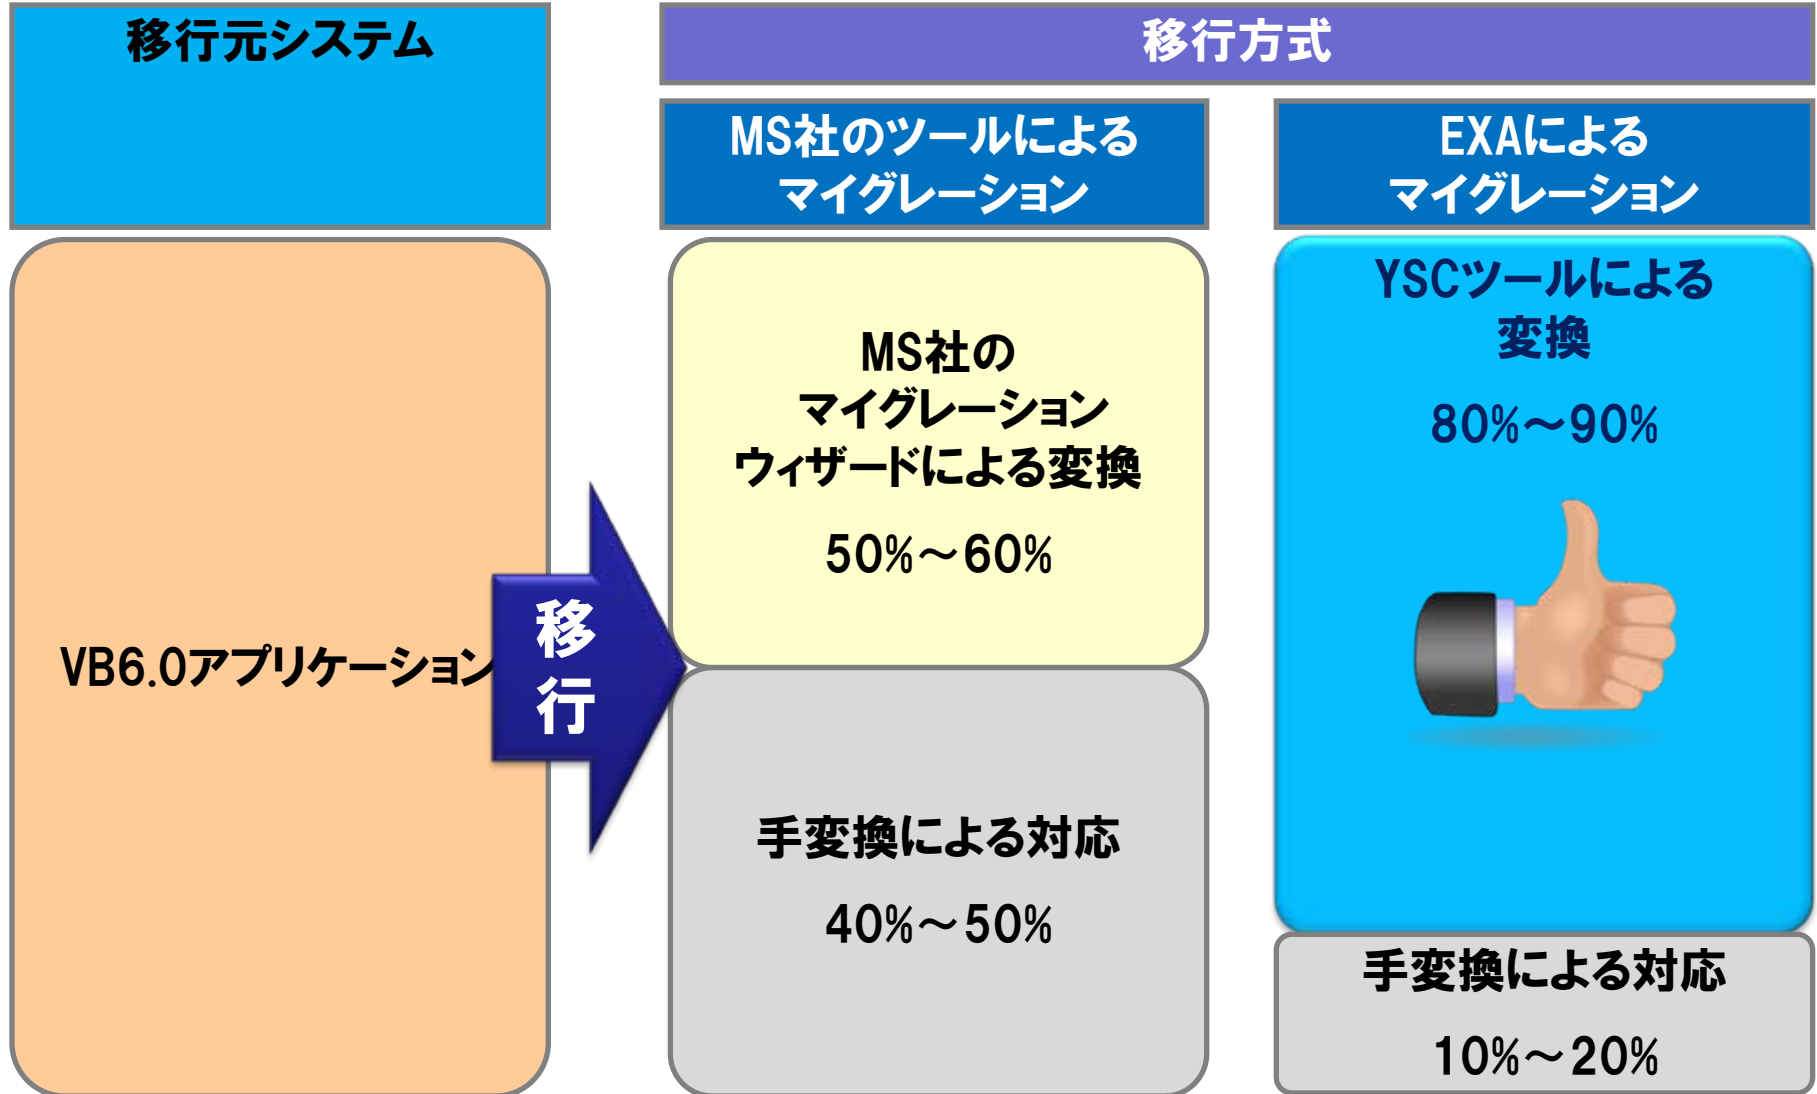 移行元システム
移行方式
MS社のツールによる
マイグレーション
EXAによる
マイグレーション
VB6.0アプリケーション
移
行
MS社の
マイグレーション
ウィザードによる変換
50%～60%
手変換による対応
40%～50%
YSCツールによる
変換
80%～90%
手変換による対応
10%～20%